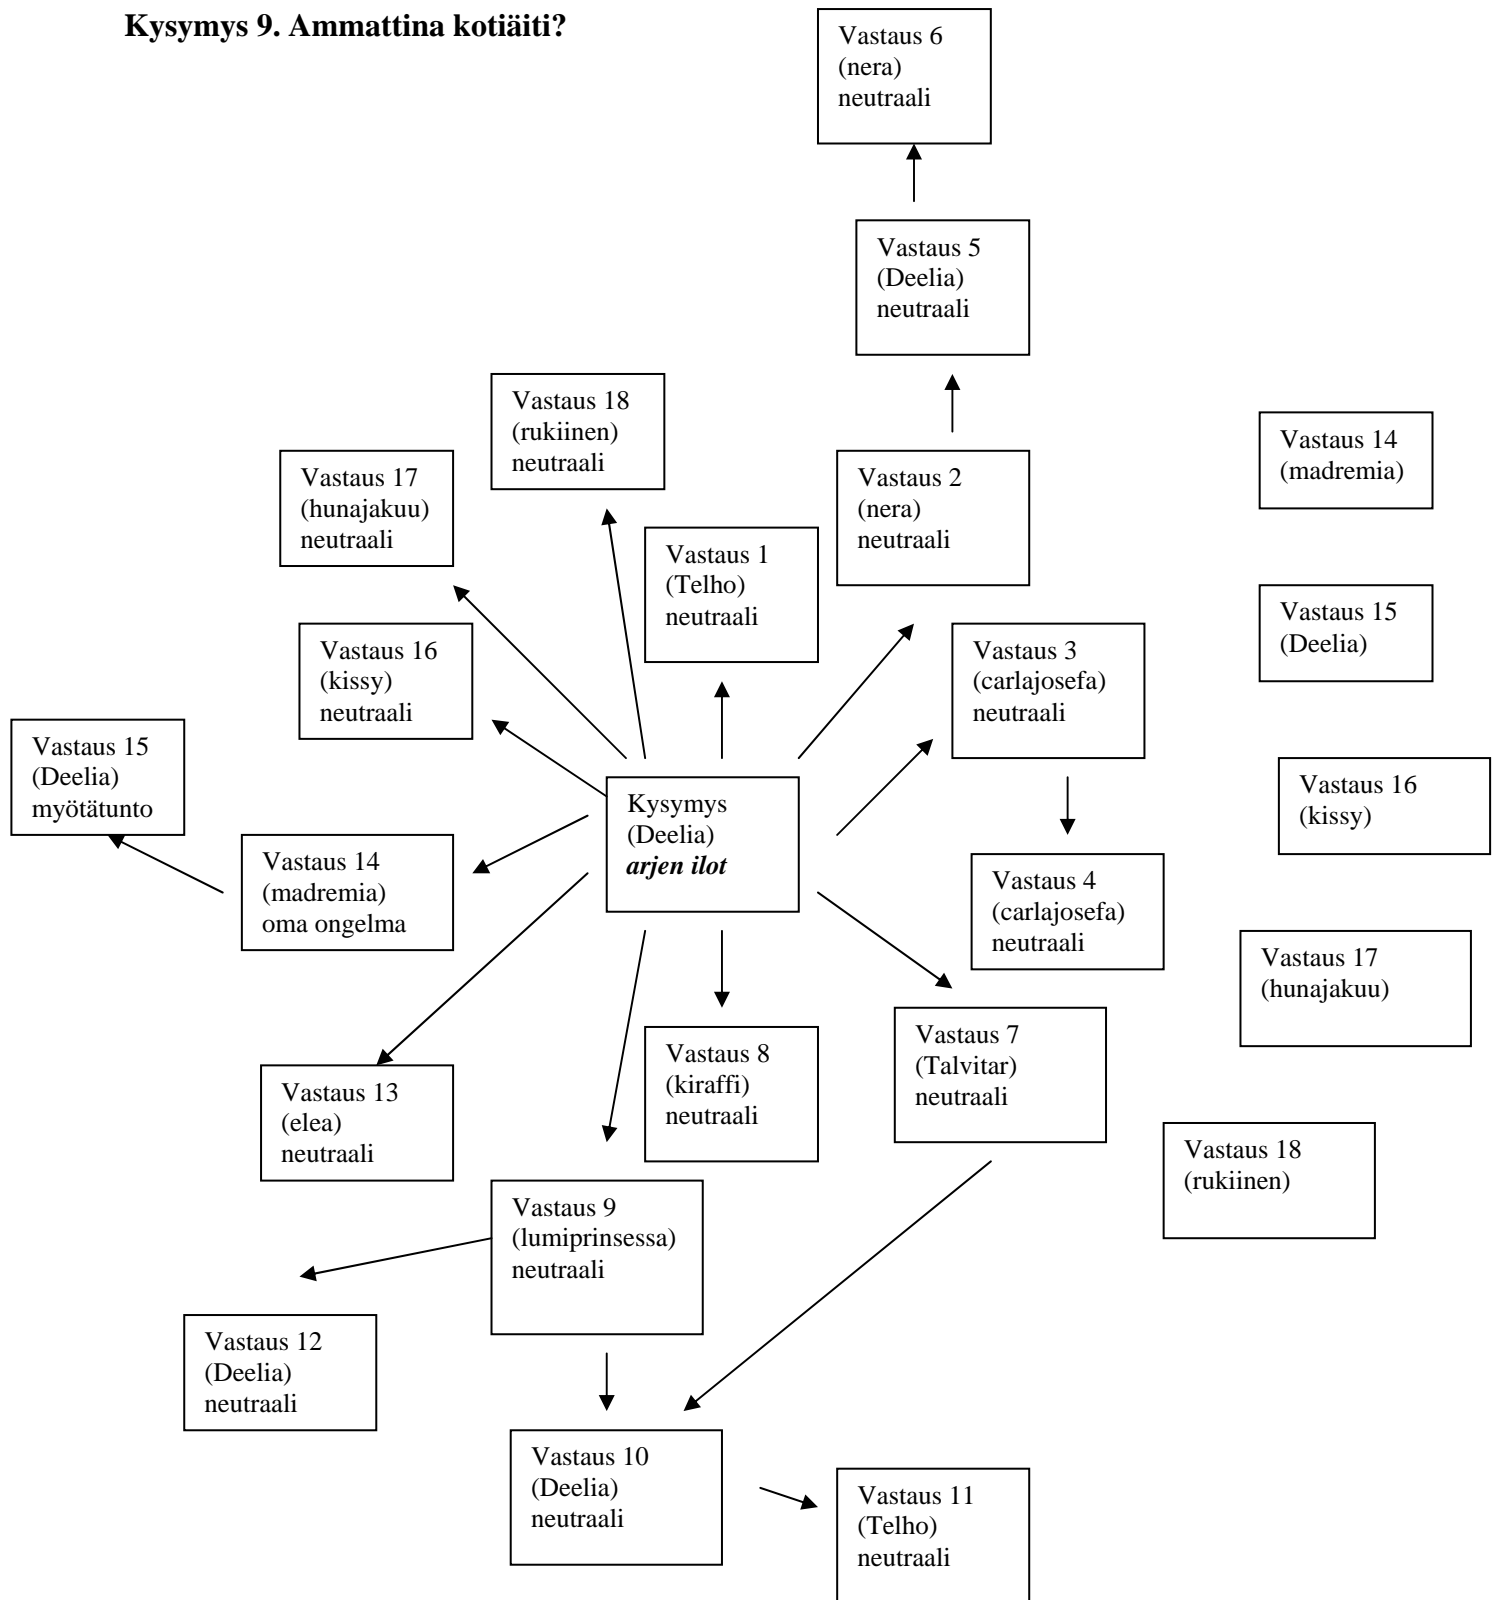 Kysymys 9. Ammattina kotiäiti?
Vastaus 6
(nera)
neutraali
Vastaus 5
(Deelia)
neutraali
Vastaus 18
(rukiinen)
neutraali
Vastaus 14
(madremia)
Vastaus 17
(hunajakuu)
neutraali
Vastaus 2
(nera)
neutraali
Vastaus 1
(Telho)
neutraali
Vastaus 15
(Deelia)
Vastaus 16
(kissy)
neutraali
Vastaus 3
(carlajosefa)
neutraali
Vastaus 15
(Deelia)
myötätunto
Vastaus 16
(kissy)
Kysymys
(Deelia)
arjen ilot
Vastaus 14
(madremia)
oma ongelma
Vastaus 4
(carlajosefa)
neutraali
Vastaus 17
(hunajakuu)
Vastaus 7
(Talvitar)
neutraali
Vastaus 8
(kiraffi)
neutraali
Vastaus 13
(elea)
neutraali
Vastaus 18
(rukiinen)
Vastaus 9
(lumiprinsessa)
neutraali
Vastaus 12
(Deelia)
neutraali
Vastaus 10
(Deelia)
neutraali
Vastaus 11
(Telho)
neutraali